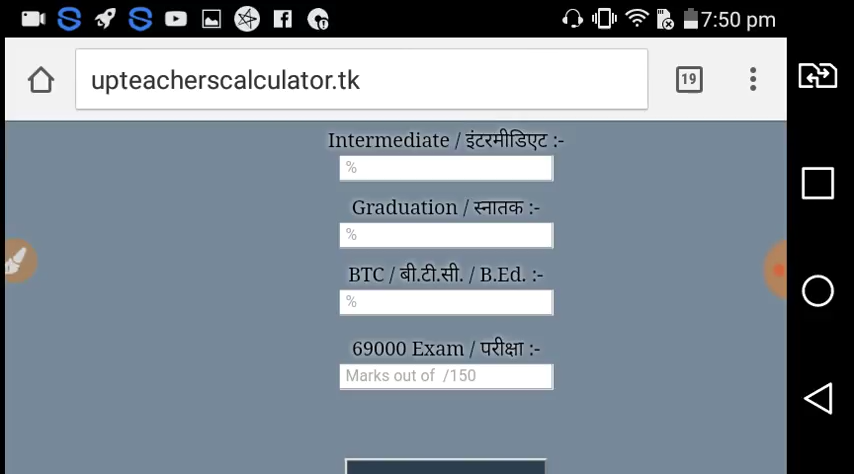 7:50 pm
upteacherscalculator.tk
19
Intermediate / इंटरमीडिएट :-
%
Graduation / स्नातक :-
%
BTC / बी.टी.सी. / B.Ed. :-
%
69000 Exam / परीक्षा :-
Marks out of /150